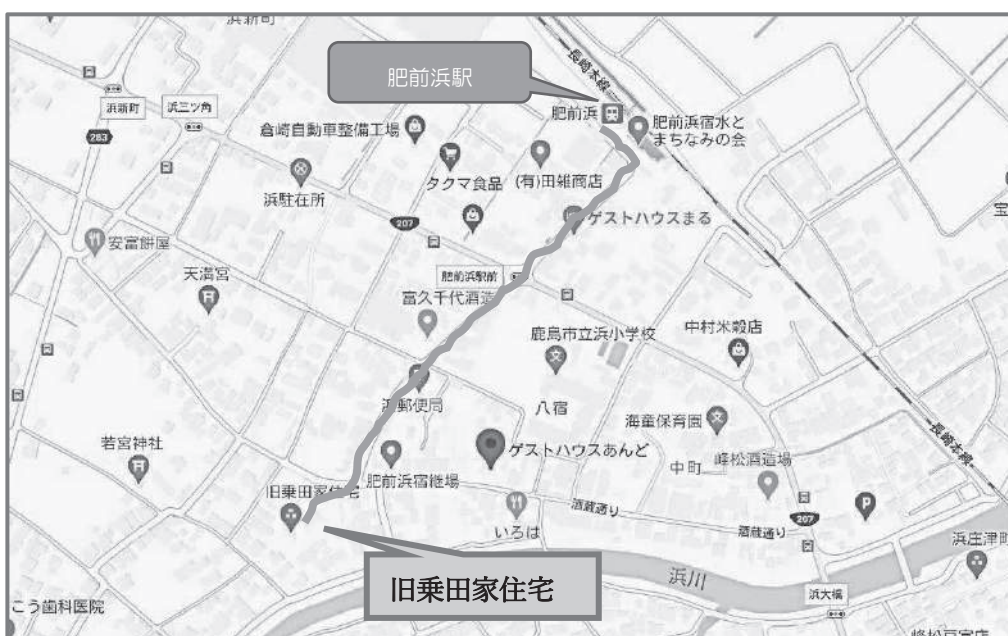 浜新町
肥前浜駅
長崎本線
肥前浜
浜新町
浜三ツ角
283
倉崎自動車整備工場
肥前浜宿水と
まちなみの会
タクマ食品
(有)田雑商店
浜駐在所
207
ゲストハウスまる
宝
安富餅屋
天満宮
肥前浜駅前
富久千代酒造
鹿島市立浜小学校
中村米穀店
浜郵便局
八宿
海童保育園
若宮神社
ゲストハウスあんど
中町
峰松酒造場
長崎本線
肥前浜宿継場
旧乗田家住宅
酒蔵通り
P
いろは
酒蔵通り
207
浜庄津町
旧乗田家住宅
浜川
浜大橋
こう歯科医院